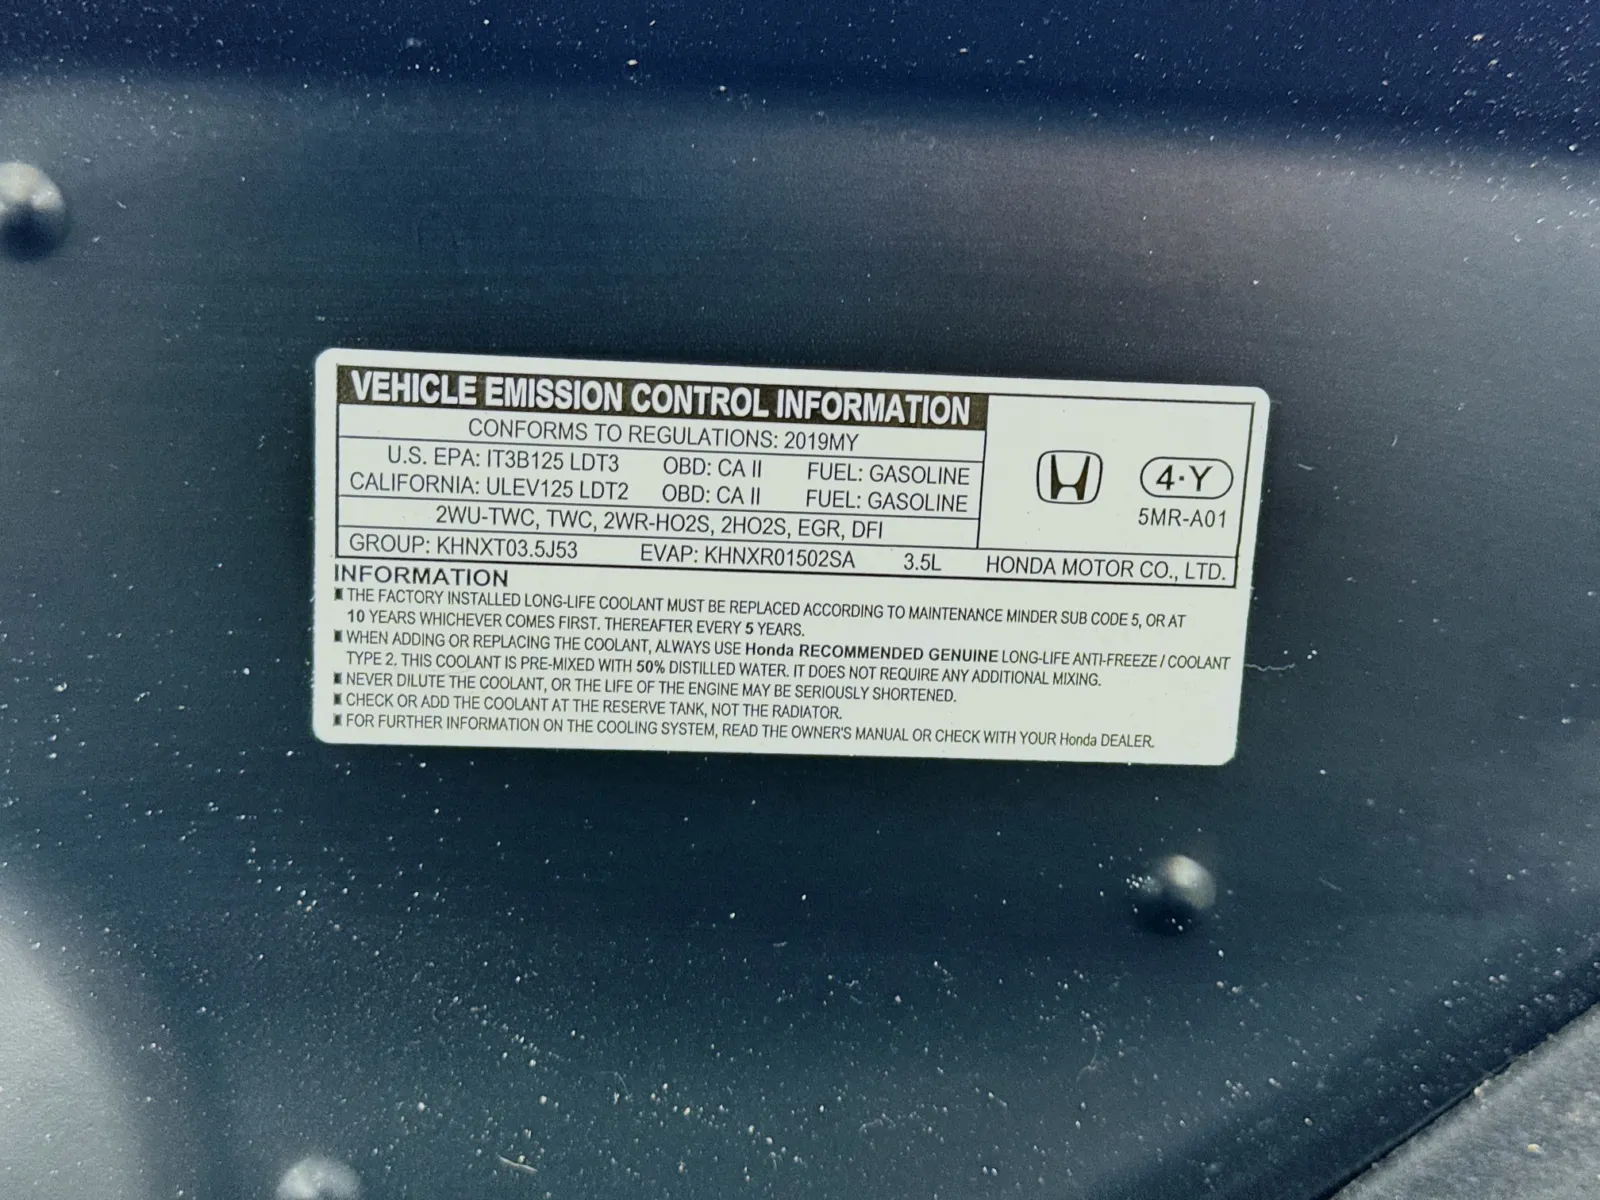 VEHICLE EMISSION CONTROL INFORMATION
CONFORMS TO REGULATIONS: 2019MY
U.S. EPA: IT3B125 LDT3 OBD: CA II FUEL: GASOLINE
CALIFORNIA: ULEV125 LDT2 OBD: CA II FUEL: GASOLINE
2WU-TWC, TWC, 2WR-HO2S, 2HO2S, EGR, DFI
4·Y
5MR-A01
GROUP: KHNXT03.5J53 EVAP: KHNXR01502SA 3.5L HONDA MOTOR CO., LTD.
INFORMATION
THE FACTORY INSTALLED LONG-LIFE COOLANT MUST BE REPLACED ACCORDING TO MAINTENANCE MINDER SUB CODE 5, OR AT
10 YEARS WHICHEVER COMES FIRST. THEREAFTER EVERY 5 YEARS.
WHEN ADDING OR REPLACING THE COOLANT, ALWAYS USE Honda RECOMMENDED GENUINE LONG-LIFE ANTI-FREEZE / COOLANT
TYPE 2. THIS COOLANT IS PRE-MIXED WITH 50% DISTILLED WATER. IT DOES NOT REQUIRE ANY ADDITIONAL MIXING.
NEVER DILUTE THE COOLANT, OR THE LIFE OF THE ENGINE MAY BE SERIOUSLY SHORTENED.
CHECK OR ADD THE COOLANT AT THE RESERVE TANK, NOT THE RADIATOR.
FOR FURTHER INFORMATION ON THE COOLING SYSTEM, READ THE OWNER'S MANUAL OR CHECK WITH YOUR Honda DEALER.